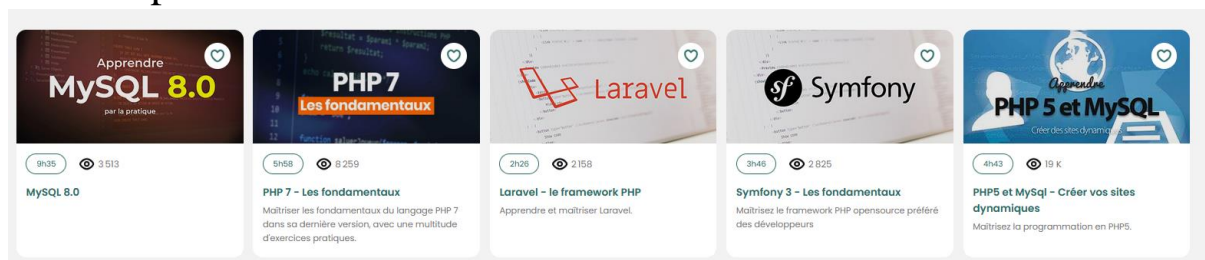 Apprendre
MySQL 8.0
par la pratique
9h35 3 513
MySQL 8.0
PHP 7
Les fondamentaux
5h58 8 259
PHP 7 - Les fondamentaux
Maîtriser les fondamentaux du langage PHP 7
dans sa dernière version, avec une multitude
d'exercices pratiques.
Laravel
2h26 2 158
Laravel - le framework PHP
Apprendre et maîtriser Laravel.
sf Symfony
3h46 2 825
Symfony 3 - Les fondamentaux
Maîtrisez le framework PHP opensource préféré
des développeurs
Apprendre
PHP 5 et MySQL
Créer des sites dynamiques
4h43 19 K
PHP5 et MySql - Créer vos sites
dynamiques
Maîtrisez la programmation en PHP5.